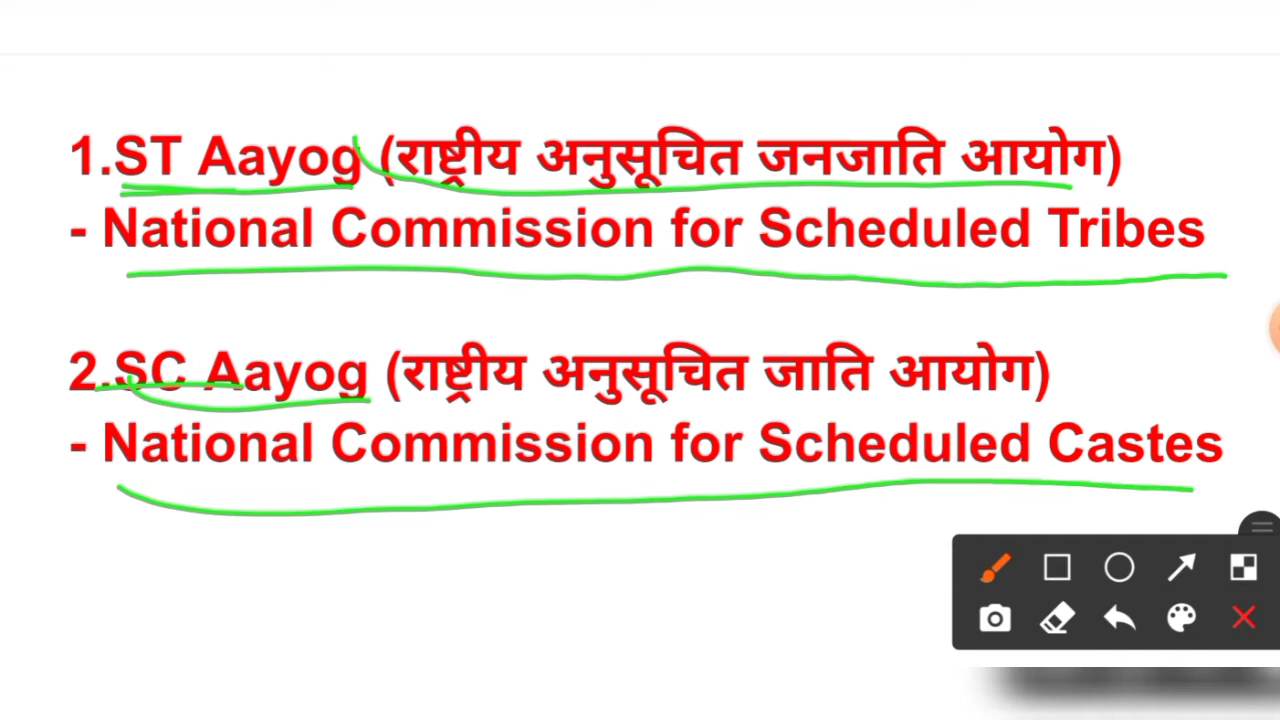 1.ST Aayog (राष्ट्रीय अनुसूचित जनजाति आयोग)
- National Commission for Scheduled Tribes
2.SC Aayog (राष्ट्रीय अनुसूचित जाति आयोग)
- National Commission for Scheduled Castes